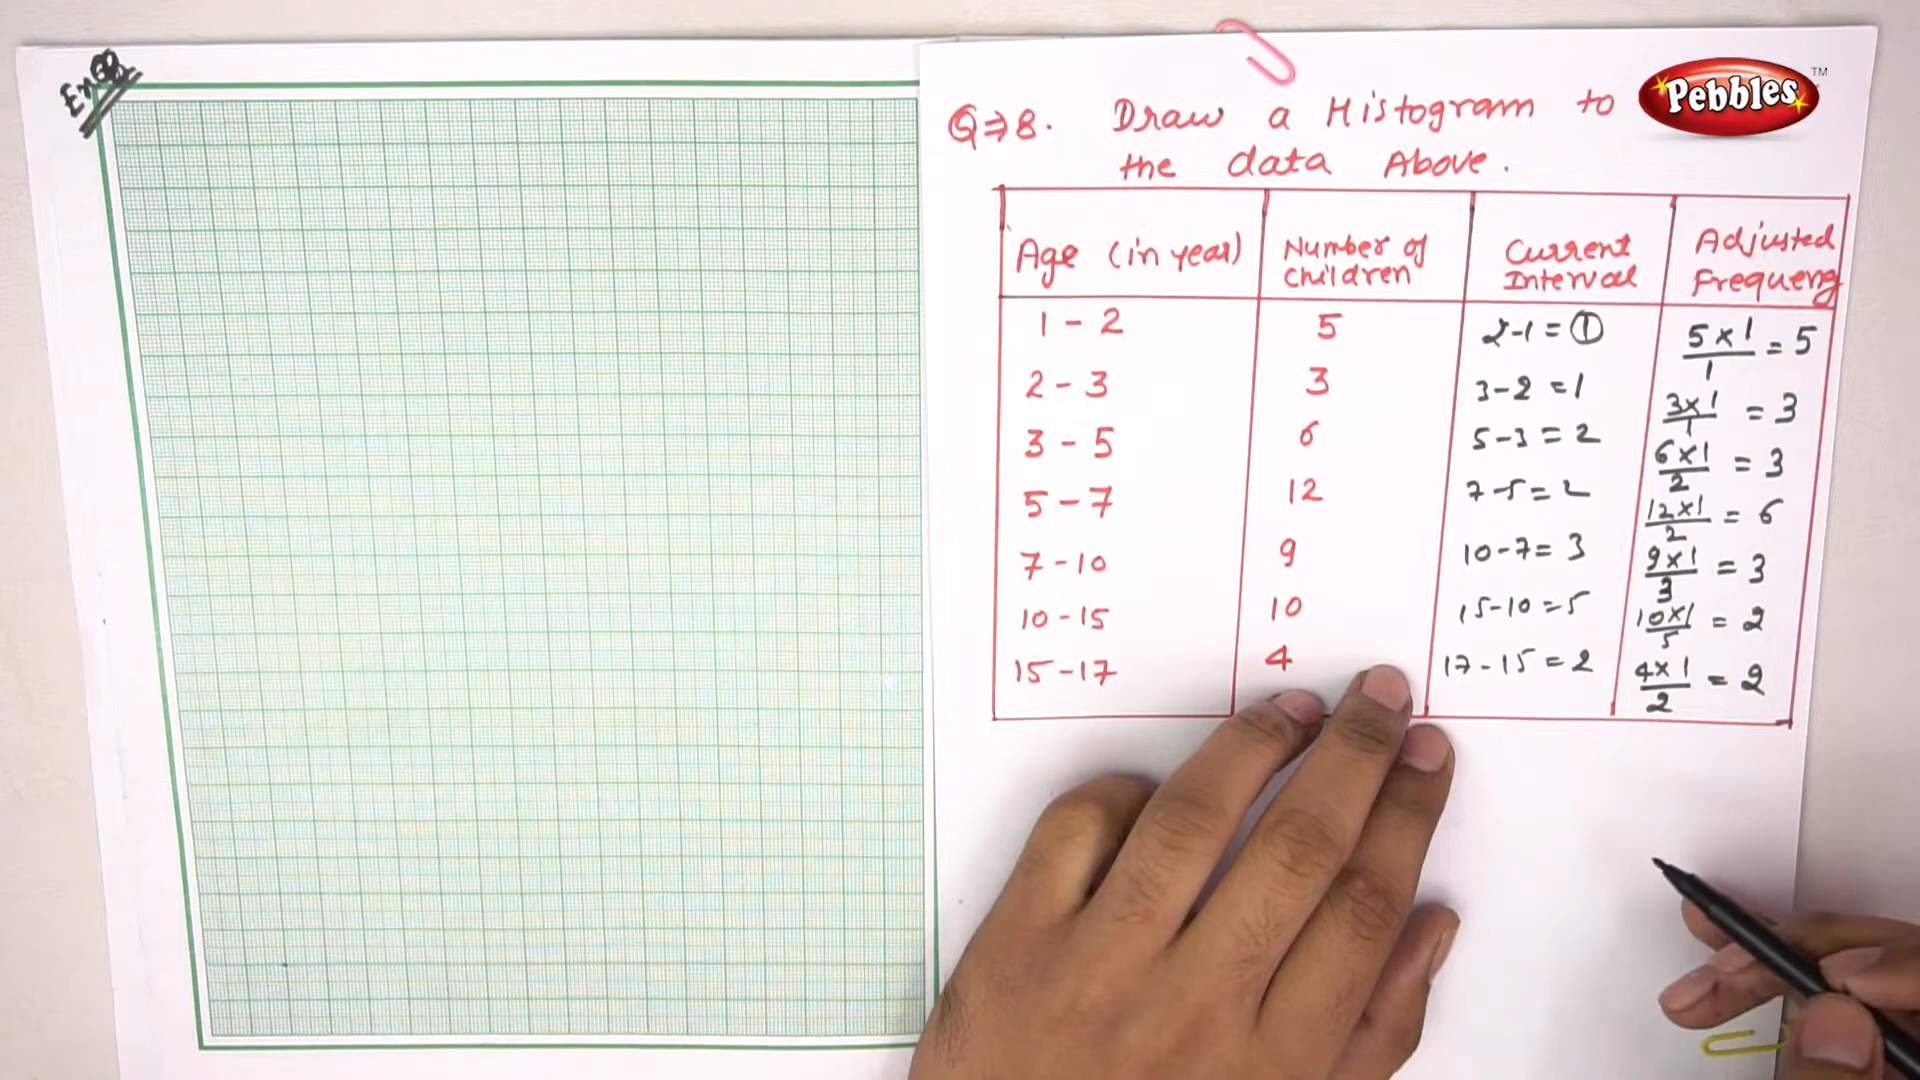 Pebbles™
Q⇒8. Draw a Histogram to
the data Above.
Age (in year) Number of Children Current Interval Adjusted
1 - 2 5 2-1 = ① 5×1/1 = 5
2 - 3 3 3-2 = 1 3×1/1 = 3
3 - 5 6 5-3 = 2 6×1/2 = 3
5 - 7 12 7-5 = 2 12×1/2 = 6
7 - 10 9 10-7 = 3 9×1/3 = 3
10 - 15 10 15-10 = 5 10×1/5 = 2
15 - 17 4 17-15 = 2 4×1/2 = 2